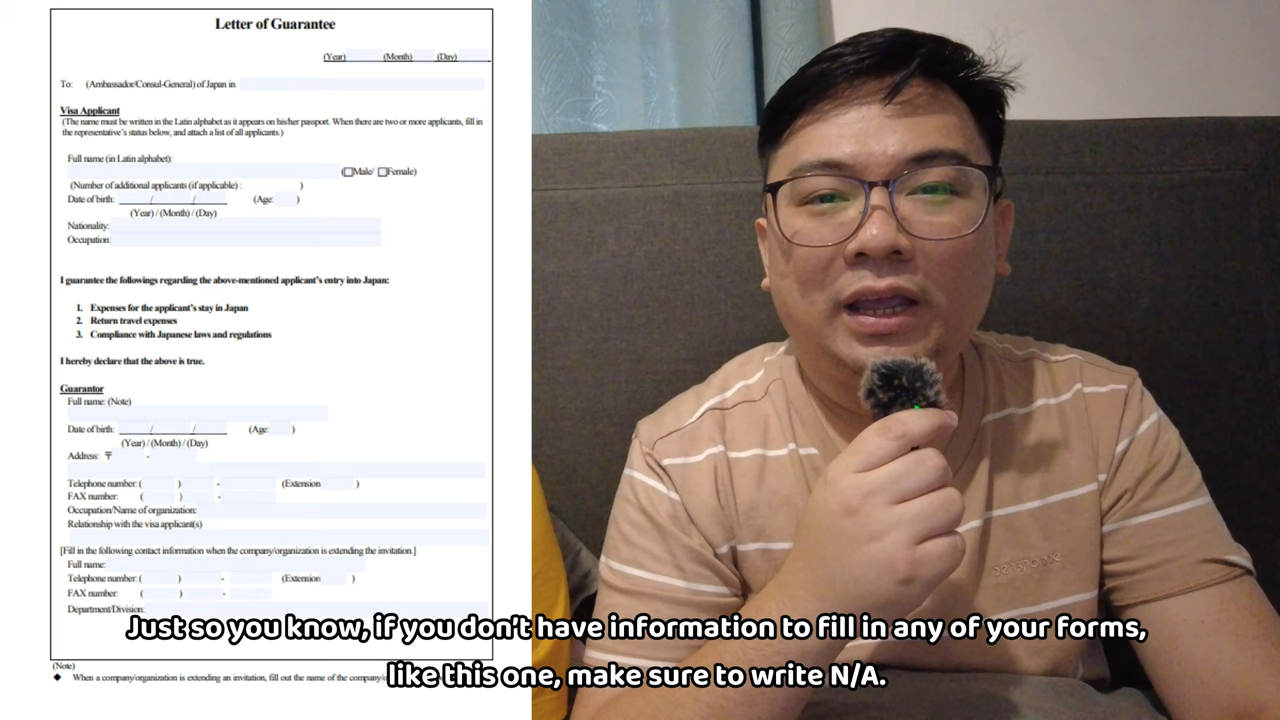 Letter of Guarantee
(Year) (Month) (Day)
To: (Ambassador/Consul-General) of Japan in
Visa Applicant
(The name must be written in the Latin alphabet as it appears on his/her passport. When there are two or more applicants, fill in
the representative's status below, and attach a list of all applicants.)
Full name (in Latin alphabet):
(☐Male/ ☐Female)
(Number of additional applicants (if applicable) : )
Date of birth: / / (Age: )
(Year) / (Month) / (Day)
Nationality:
Occupation:
I guarantee the followings regarding the above-mentioned applicant's entry into Japan:
1. Expenses for the applicant's stay in Japan
2. Return travel expenses
3. Compliance with Japanese laws and regulations
I hereby declare that the above is true.
Guarantor
Full name: (Note)
Date of birth: / / (Age: )
(Year) / (Month) / (Day)
Address: 〒 -
Telephone number: ( ) - (Extension )
FAX number: ( ) -
Occupation/Name of organization:
Relationship with the visa applicant(s)
[Fill in the following contact information when the company/organization is extending the invitation.]
Full name:
Telephone number: ( ) - (Extension )
FAX number: ( ) -
Department/Division:
(Note)
◆ When a company/organization is extending an invitation, fill out the name of the company/
Just so you know, if you don't have information to fill in any of your forms,
like this one, make sure to write N/A.